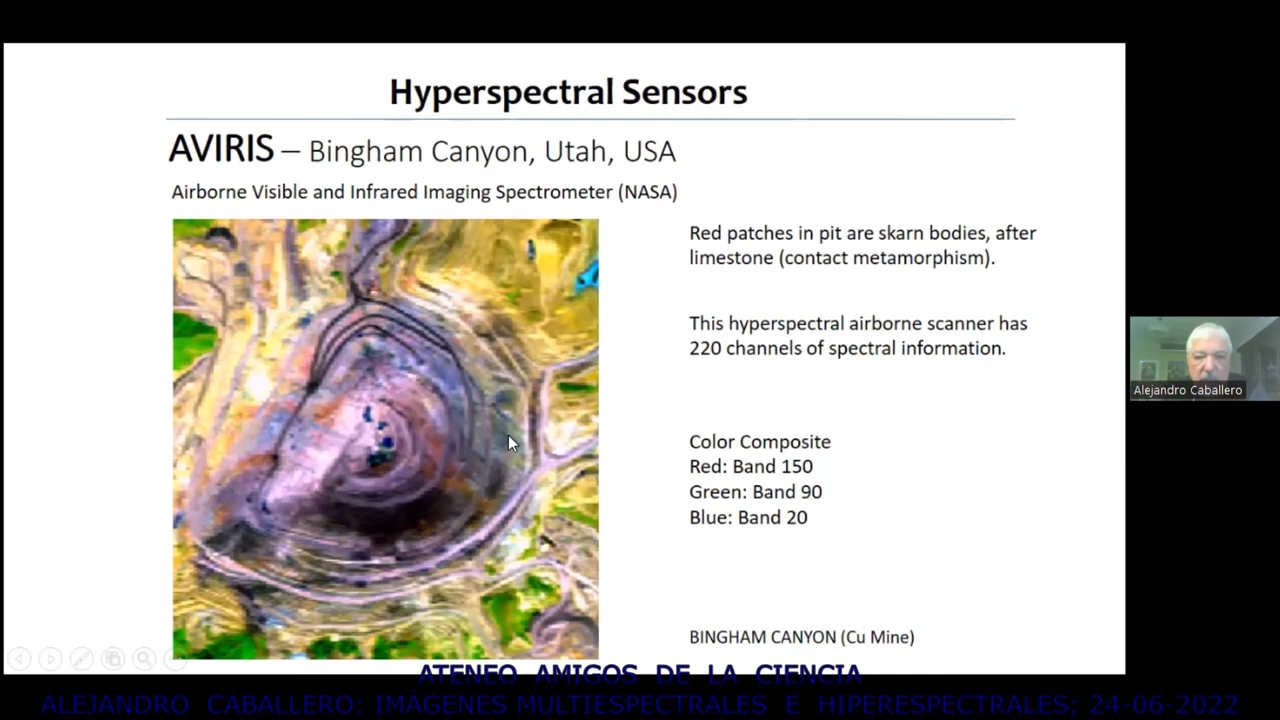 Hyperspectral Sensors
AVIRIS – Bingham Canyon, Utah, USA
Airborne Visible and Infrared Imaging Spectrometer (NASA)
Red patches in pit are skarn bodies, after
limestone (contact metamorphism).
This hyperspectral airborne scanner has
220 channels of spectral information.
Color Composite
Red: Band 150
Green: Band 90
Blue: Band 20
BINGHAM CANYON (Cu Mine)
Alejandro Caballero
ATENEO AMIGOS DE LA CIENCIA
ALEJANDRO CABALLERO: IMÁGENES MULTIESPECTRALES E HIPERESPECTRALES; 24-06-2022